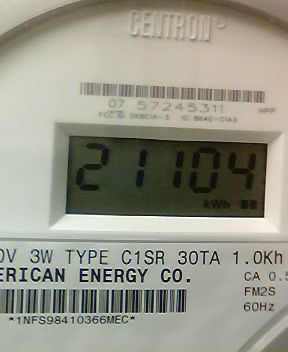 CENTRON®
07 57245311
21104
kWh
0V 3W TYPE C1SR 30TA 1.0Kh
ERICAN ENERGY CO.
CA 0.5
FM2S
60Hz
*1NFS98410366MEC*